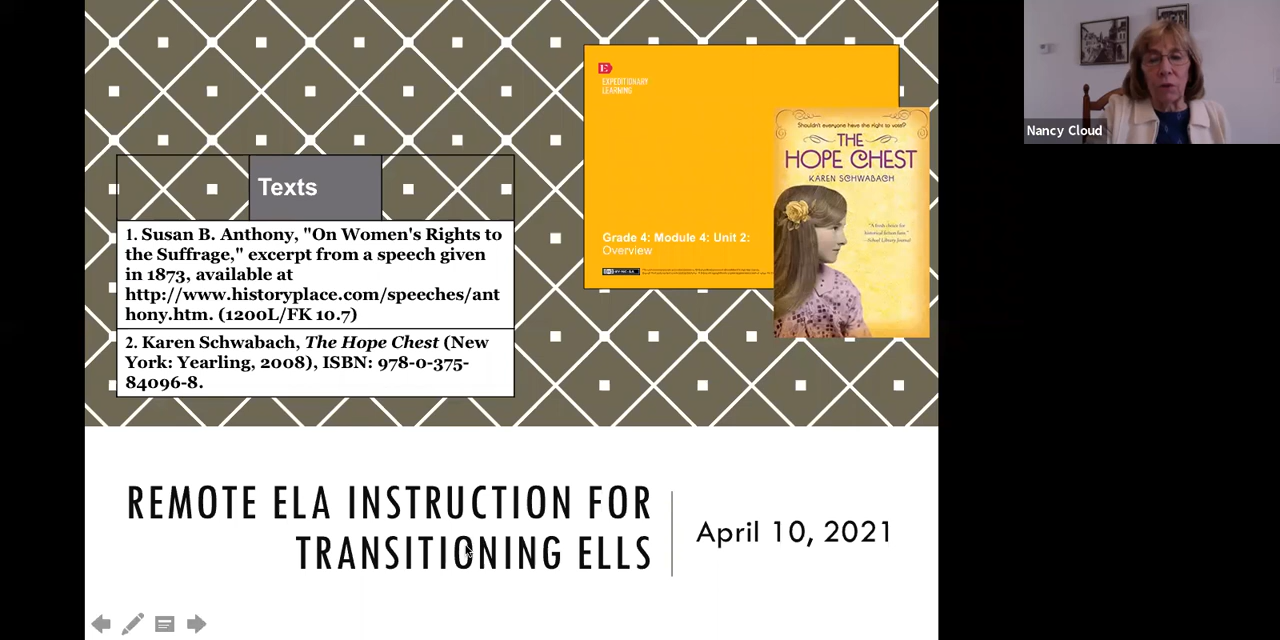 Texts
1. Susan B. Anthony, "On Women's Rights to
the Suffrage," excerpt from a speech given
in 1873, available at
http://www.historyplace.com/speeches/ant
hony.htm. (1200L/FK 10.7)
2. Karen Schwabach, The Hope Chest (New
York: Yearling, 2008), ISBN: 978-0-375-
84096-8.
E
EXPEDITIONARY
LEARNING
Grade 4: Module 4: Unit 2:
Overview
Shouldn't everyone have the right to vote?
THE
HOPE CHEST
KAREN SCHWABACH
Nancy Cloud
REMOTE ELA INSTRUCTION FOR
TRANSITIONING ELLS
April 10, 2021